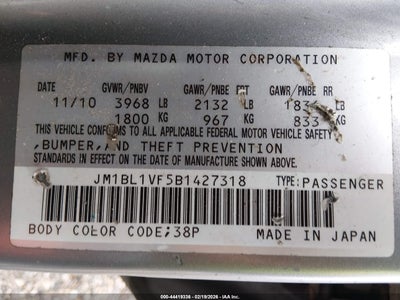 MFD. BY MAZDA MOTOR CORPORATION
DATE GVWR/PNBV GAWR/PNBE FRT GAWR/PNBE RR
11/10 3968 LB 2132 LB LB
1800 KG 967 KG 833 KG
THIS VEHICLE CONFORMS TO ALL APPLICABLE FEDERAL MOTOR VEHICLE SAFETY
,BUMPER,AND THEFT PREVENTION
STANDARDS IN EFFECT ON THE DATE OF MANUFACTURE SHOWN ABOVE.
JM1BL1VF5B1427318 TYPE:PASSENGER
BODY COLOR CODE;38P MADE IN JAPAN
000-44419336 - 02/19/2026 - IAA Inc.